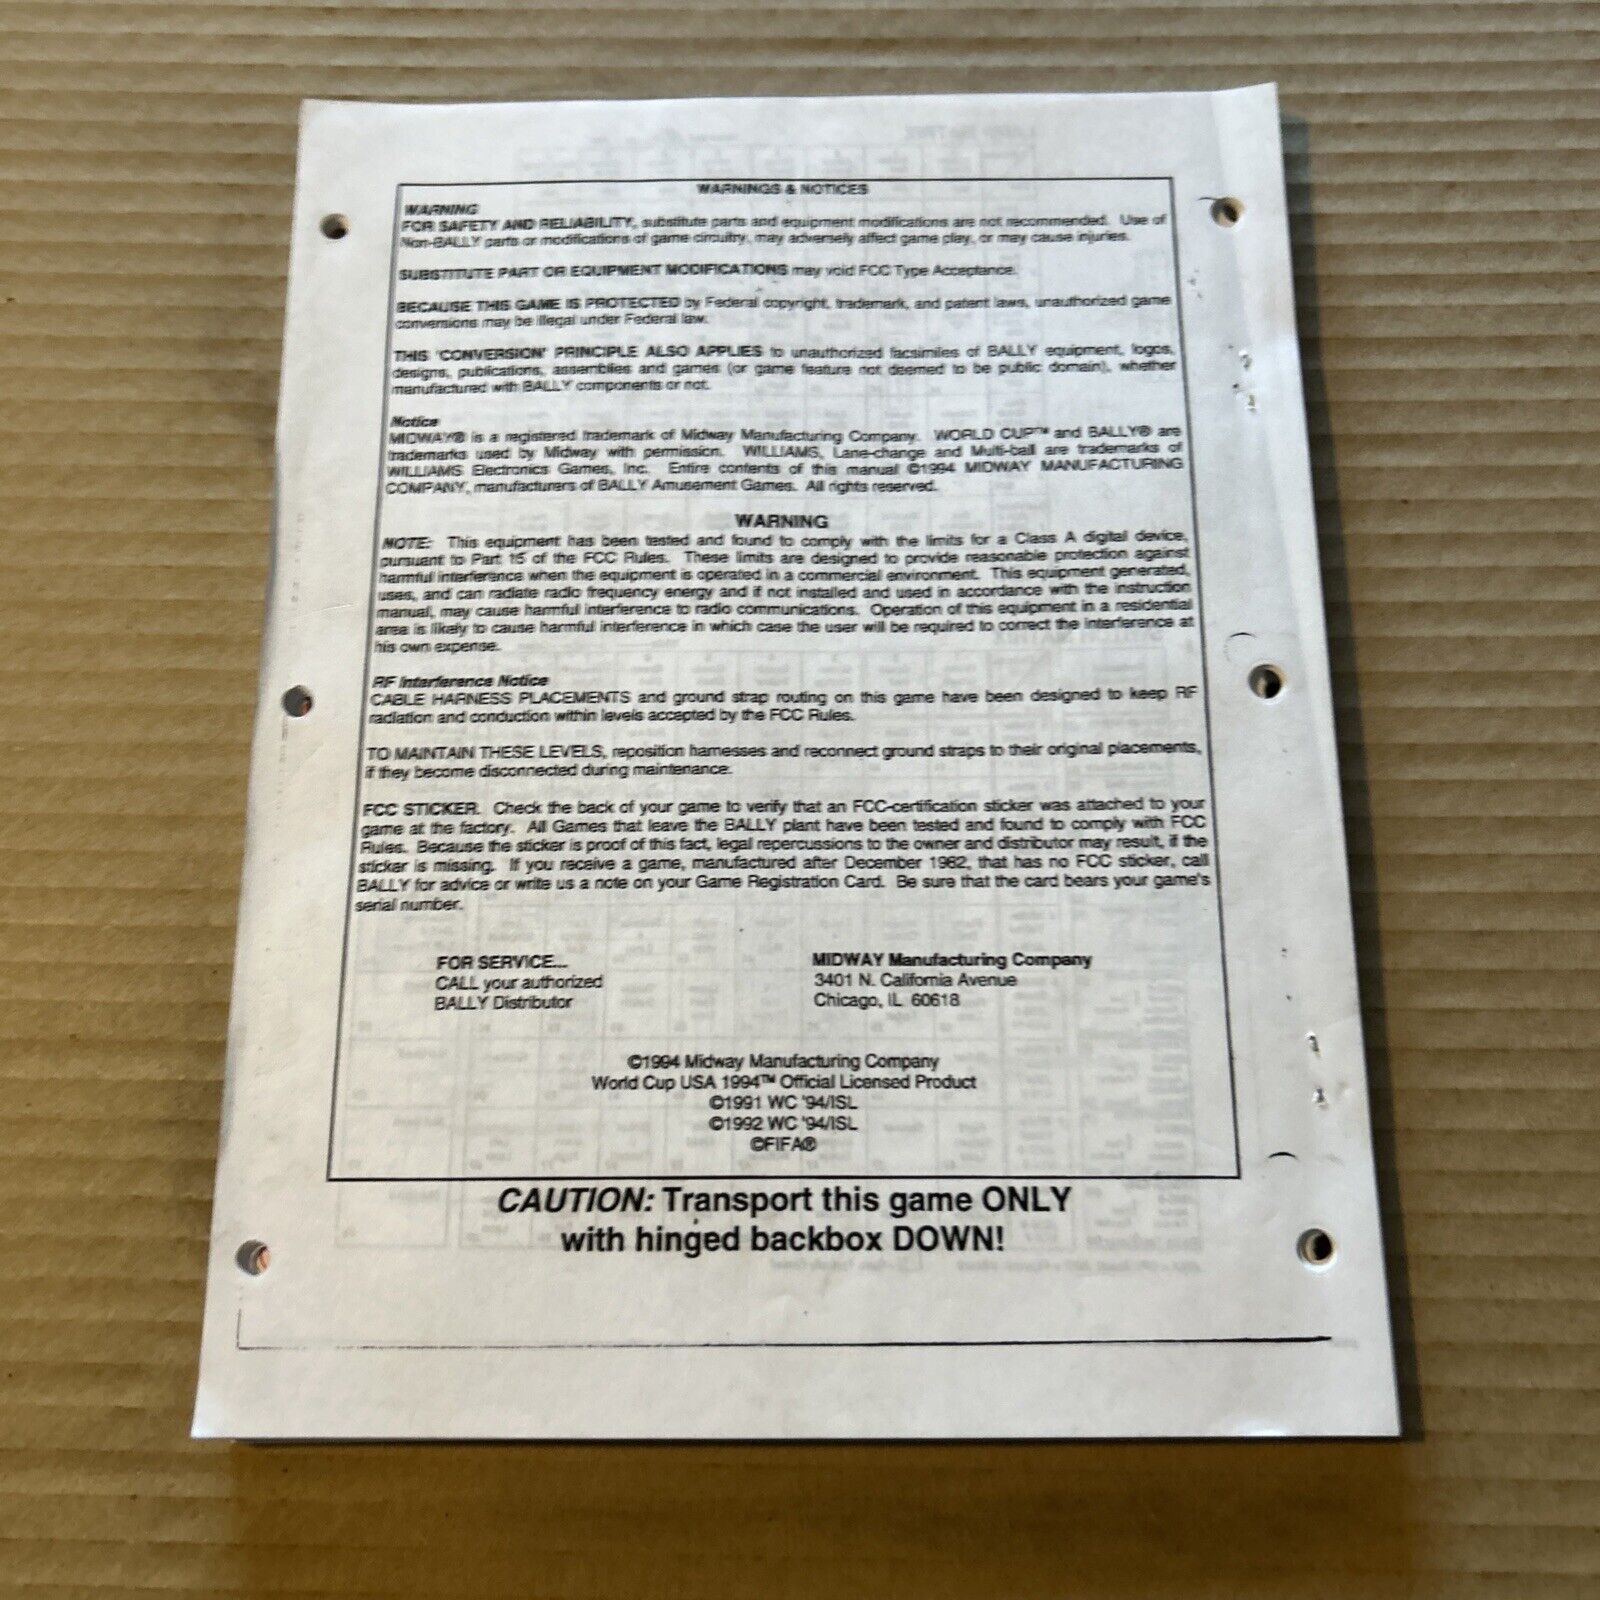 WARNINGS & NOTICES
WARNING
FOR SAFETY AND RELIABILITY, substitute parts and equipment modifications are not recommended. Use of
Non-BALLY parts or modifications of game circuitry, may adversely affect game play, or may cause injuries.
SUBSTITUTE PART OR EQUIPMENT MODIFICATIONS may void FCC Type Acceptance.
BECAUSE THIS GAME IS PROTECTED by Federal copyright, trademark, and patent laws, unauthorized game
conversions may be illegal under Federal law.
THIS 'CONVERSION' PRINCIPLE ALSO APPLIES to unauthorized facsimiles of BALLY equipment, logos,
designs, publications, assemblies and games (or game feature not deemed to be public domain), whether
manufactured with BALLY components or not.
Notice
MIDWAY® is a registered trademark of Midway Manufacturing Company. WORLD CUP™ and BALLY® are
trademarks used by Midway with permission. WILLIAMS, Lane-change and Multi-ball are trademarks of
WILLIAMS Electronics Games, Inc. Entire contents of this manual ©1994 MIDWAY MANUFACTURING
COMPANY, manufacturers of BALLY Amusement Games. All rights reserved.
WARNING
NOTE: This equipment has been tested and found to comply with the limits for a Class A digital device,
pursuant to Part 15 of the FCC Rules. These limits are designed to provide reasonable protection against
harmful interference when the equipment is operated in a commercial environment. This equipment generated,
uses, and can radiate radio frequency energy and if not installed and used in accordance with the instruction
manual, may cause harmful interference to radio communications. Operation of this equipment in a residential
area is likely to cause harmful interference in which case the user will be required to correct the interference at
his own expense.
RF Interference Notice
CABLE HARNESS PLACEMENTS and ground strap routing on this game have been designed to keep RF
radiation and conduction within levels accepted by the FCC Rules.
TO MAINTAIN THESE LEVELS, reposition harnesses and reconnect ground straps to their original placements,
if they become disconnected during maintenance.
FCC STICKER. Check the back of your game to verify that an FCC-certification sticker was attached to your
game at the factory. All Games that leave the BALLY plant have been tested and found to comply with FCC
Rules. Because the sticker is proof of this fact, legal repercussions to the owner and distributor may result, if the
sticker is missing. If you receive a game, manufactured after December 1982, that has no FCC sticker, call
BALLY for advice or write us a note on your Game Registration Card. Be sure that the card bears your game's
serial number.
FOR SERVICE...
CALL your authorized
BALLY Distributor
MIDWAY Manufacturing Company
3401 N. California Avenue
Chicago, IL 60618
©1994 Midway Manufacturing Company
World Cup USA 1994™ Official Licensed Product
©1991 WC '94/ISL
©1992 WC '94/ISL
©FIFA®
CAUTION: Transport this game ONLY
with hinged backbox DOWN!